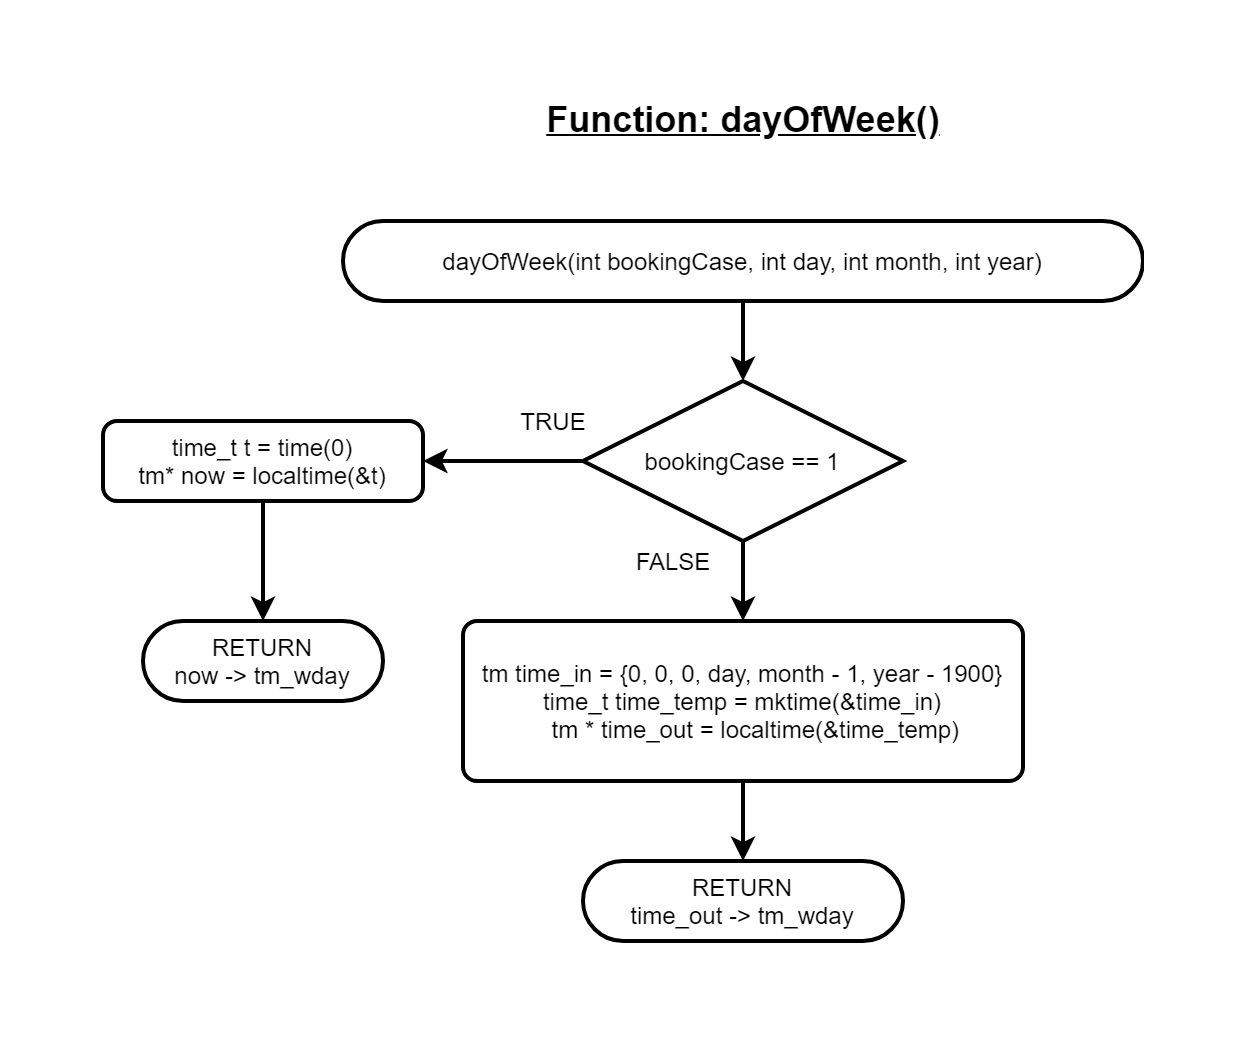 Function: dayOfWeek()
dayOfWeek(int bookingCase, int day, int month, int year)
TRUE
bookingCase == 1
time_t t = time(0)
tm* now = localtime(&t)
FALSE
RETURN
now -> tm_wday
tm time_in = {0, 0, 0, day, month - 1, year - 1900}
time_t time_temp = mktime(&time_in)
tm * time_out = localtime(&time_temp)
RETURN
time_out -> tm_wday